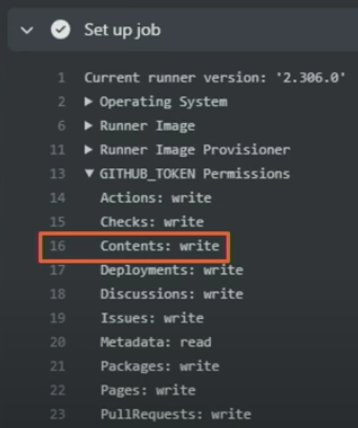 Set up job
1 Current runner version: '2.306.0'
2 ▶ Operating System
6 ▶ Runner Image
11 ▶ Runner Image Provisioner
13 ▼ GITHUB_TOKEN Permissions
14 Actions: write
15 Checks: write
16 Contents: write
17 Deployments: write
18 Discussions: write
19 Issues: write
20 Metadata: read
21 Packages: write
22 Pages: write
23 PullRequests: write